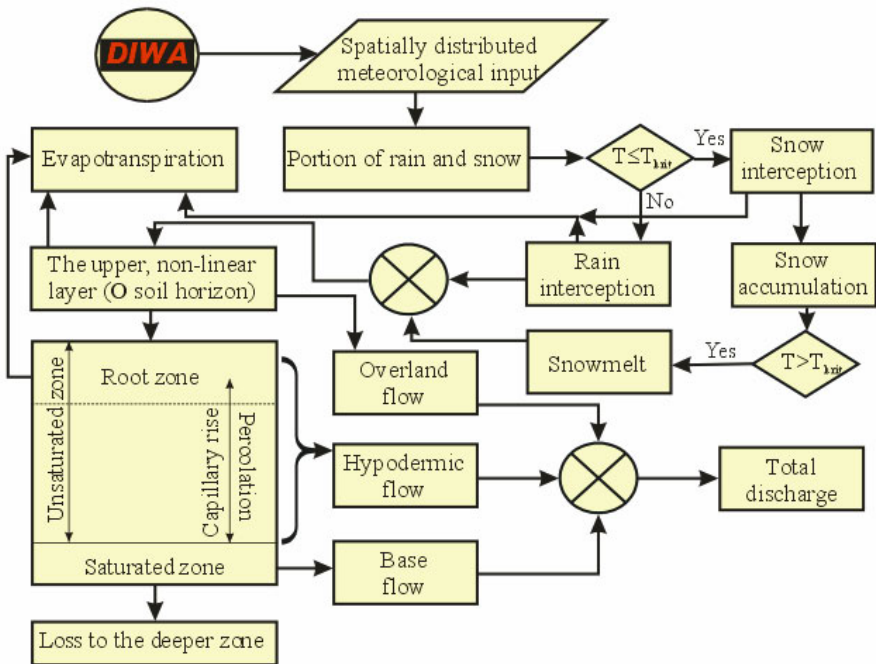 DIWA
Spatially distributed
meteorological input
Evapotranspiration
Portion of rain and snow
T≤T_krit
Yes
Snow
interception
No
The upper, non-linear
layer (O soil horizon)
Rain
interception
Snow
accumulation
Root zone
Unsaturated zone
Capillary rise
Percolation
Overland
flow
Snowmelt
Yes
T>T_krit
Hypodermic
flow
Total
discharge
Saturated zone
Base
flow
Loss to the deeper zone